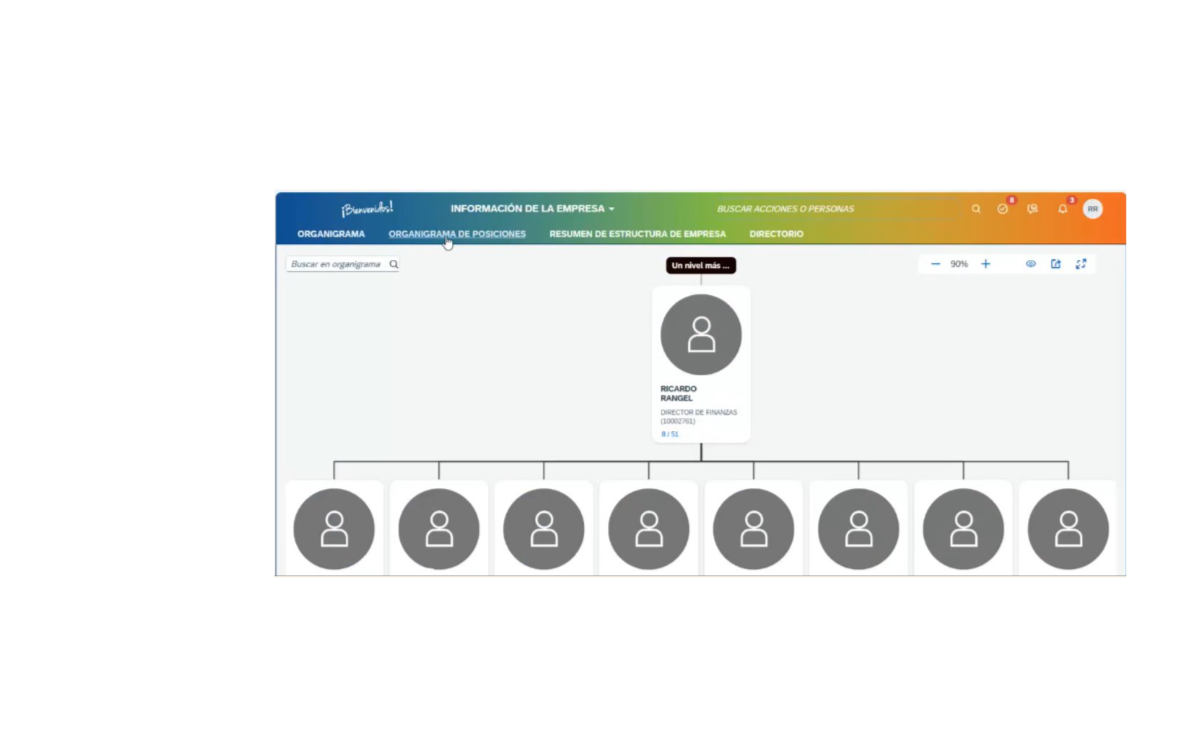 ¡Bienvenidos!
INFORMACIÓN DE LA EMPRESA
BUSCAR ACCIONES O PERSONAS
8
3
RR
ORGANIGRAMA
ORGANIGRAMA DE POSICIONES
RESUMEN DE ESTRUCTURA DE EMPRESA
DIRECTORIO
Buscar en organigrama
Un nivel más ...
90%
RICARDO
RANGEL
DIRECTOR DE FINANZAS
(10002761)
8 / 51